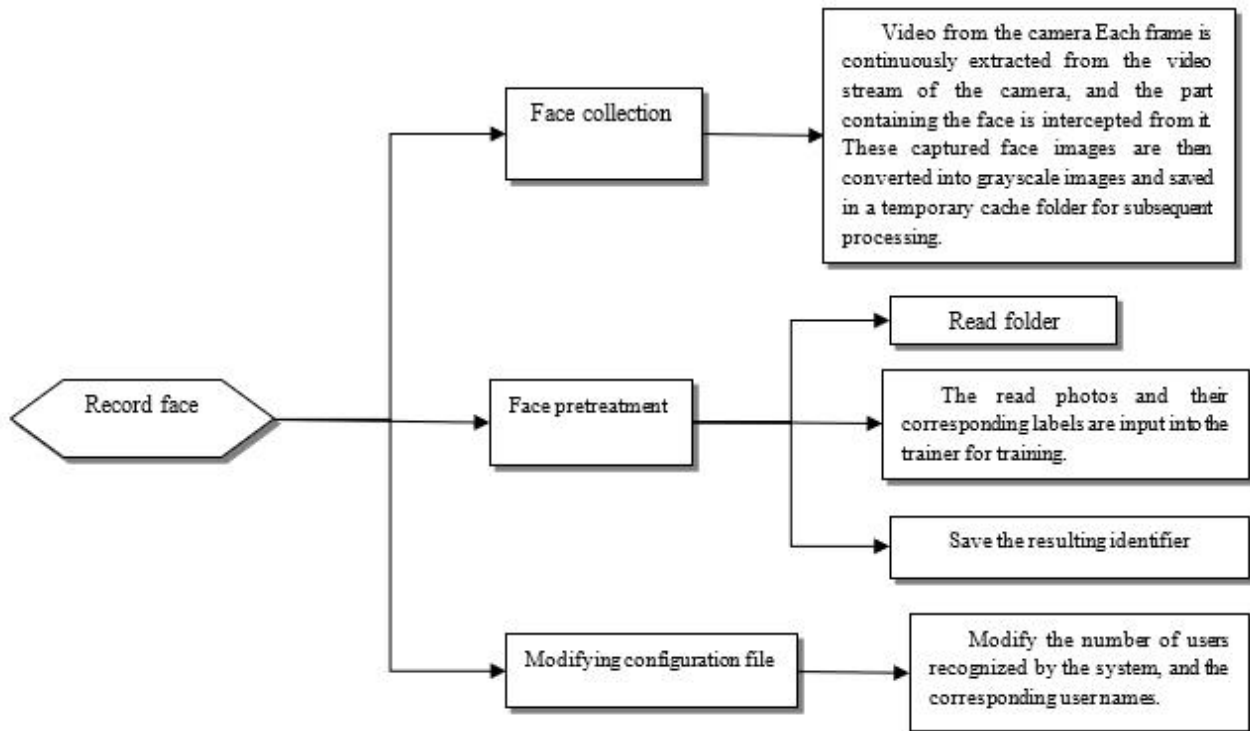 Video from the camera Each frame is
continuously extracted from the video
stream of the camera, and the part
containing the face is intercepted from it.
These captured face images are then
converted into grayscale images and saved
in a temporary cache folder for subsequent
processing.
Face collection
Read folder
Record face
Face pretreatment
The read photos and their
corresponding labels are input into the
trainer for training.
Save the resulting identifier
Modifying configuration file
Modify the number of users
recognized by the system, and the
corresponding user names.